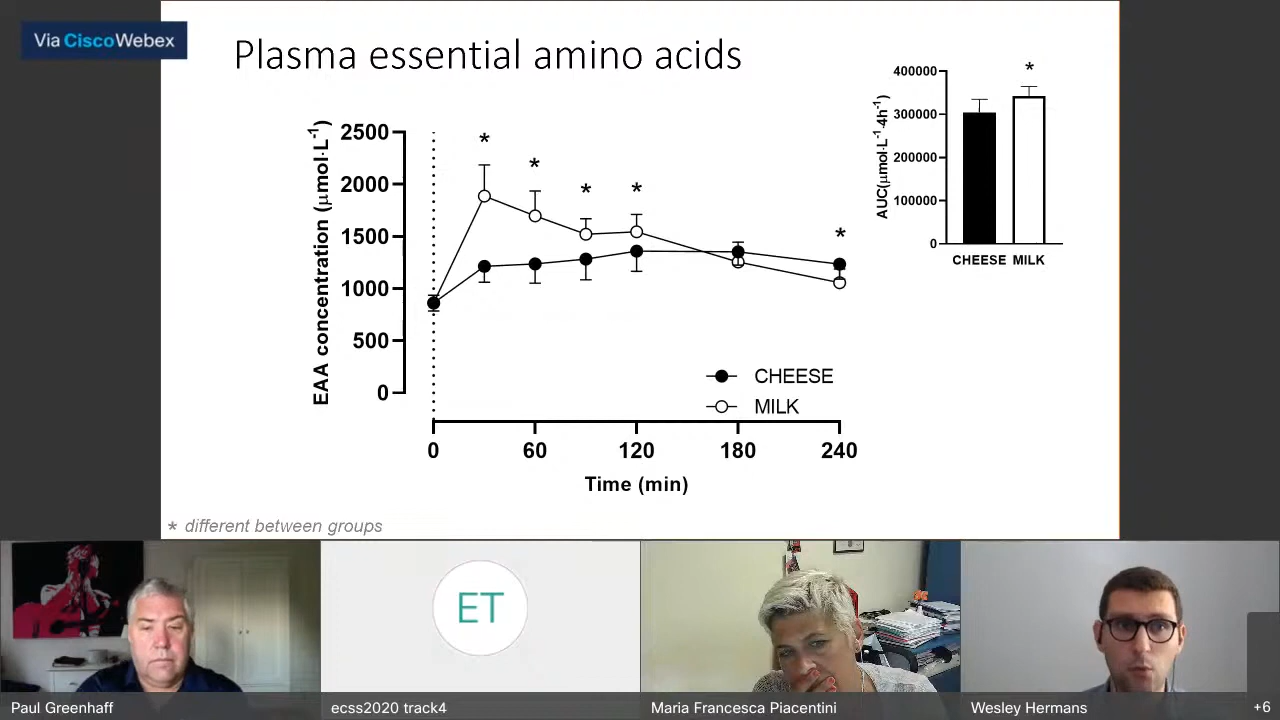 Via Cisco Webex
Plasma essential amino acids
EAA concentration (µmol·L⁻¹)
2500
2000
1500
1000
500
0
*
*
*
*
*
CHEESE
MILK
0 60 120 180 240
Time (min)
AUC(µmol·L⁻¹·4h⁻¹)
400000
300000
200000
100000
0
*
CHEESE MILK
* different between groups
ET
Paul Greenhaff
ecss2020 track4
Maria Francesca Piacentini
Wesley Hermans
+6